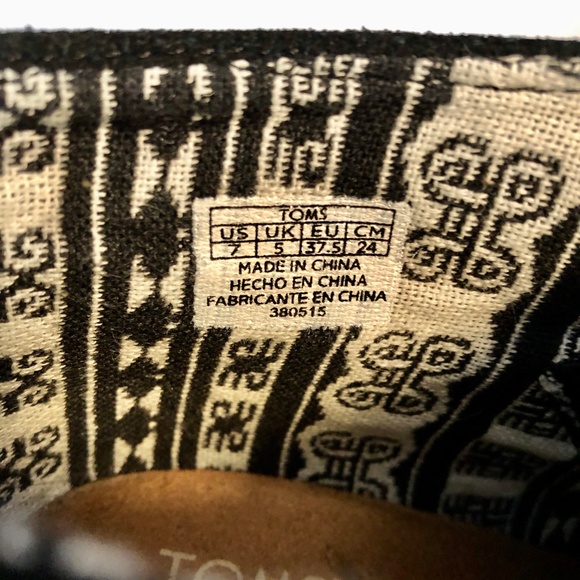 TOMS
US UK EU CM
7 5 37.5 24
MADE IN CHINA
HECHO EN CHINA
FABRICANTE EN CHINA
380515
TOMS